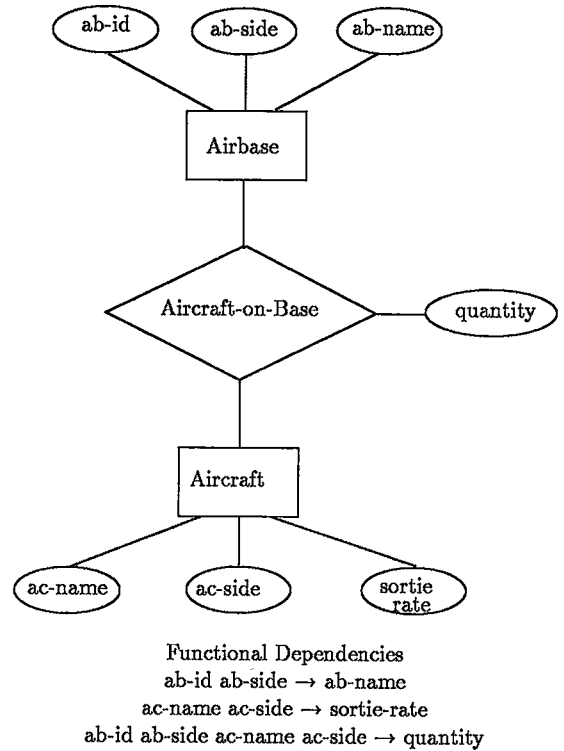 ab-id
ab-side
ab-name
Airbase
Aircraft-on-Base
quantity
Aircraft
ac-name
ac-side
sortie
rate
Functional Dependencies
ab-id ab-side → ab-name
ac-name ac-side → sortie-rate
ab-id ab-side ac-name ac-side → quantity